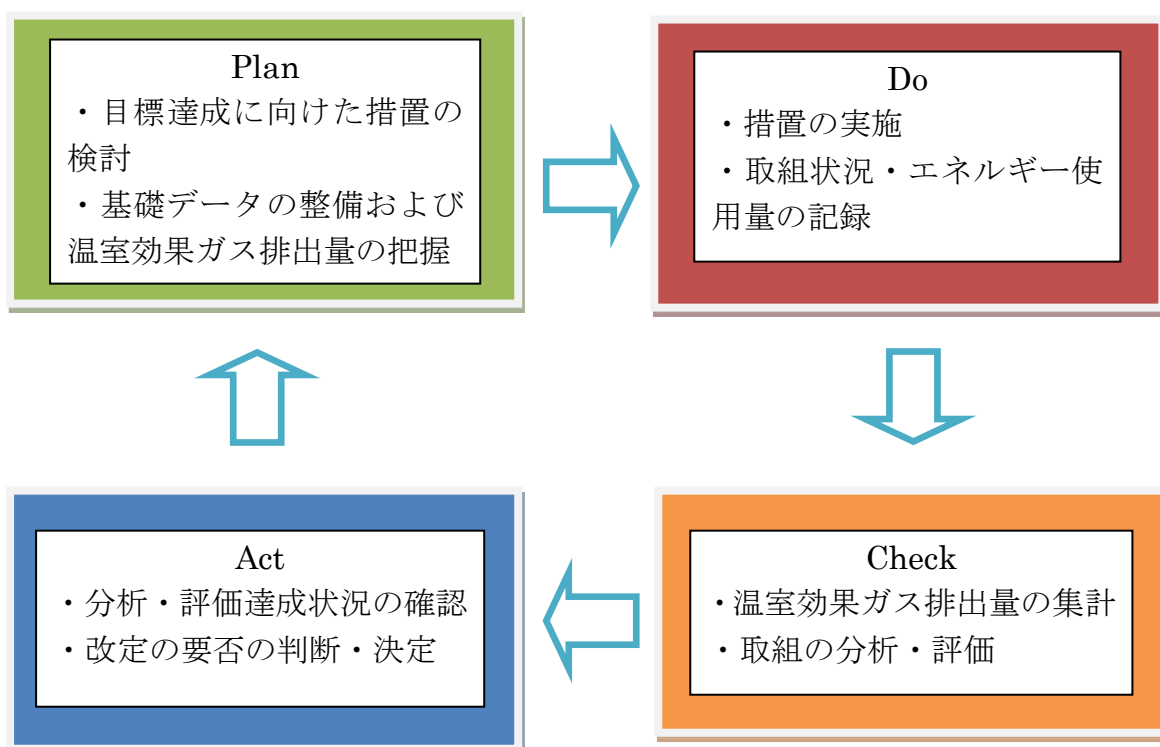 Plan
・目標達成に向けた措置の
検討
・基礎データの整備および
温室効果ガス排出量の把握
Do
・措置の実施
・取組状況・エネルギー使
用量の記録
Act
・分析・評価達成状況の確認
・改定の要否の判断・決定
Check
・温室効果ガス排出量の集計
・取組の分析・評価